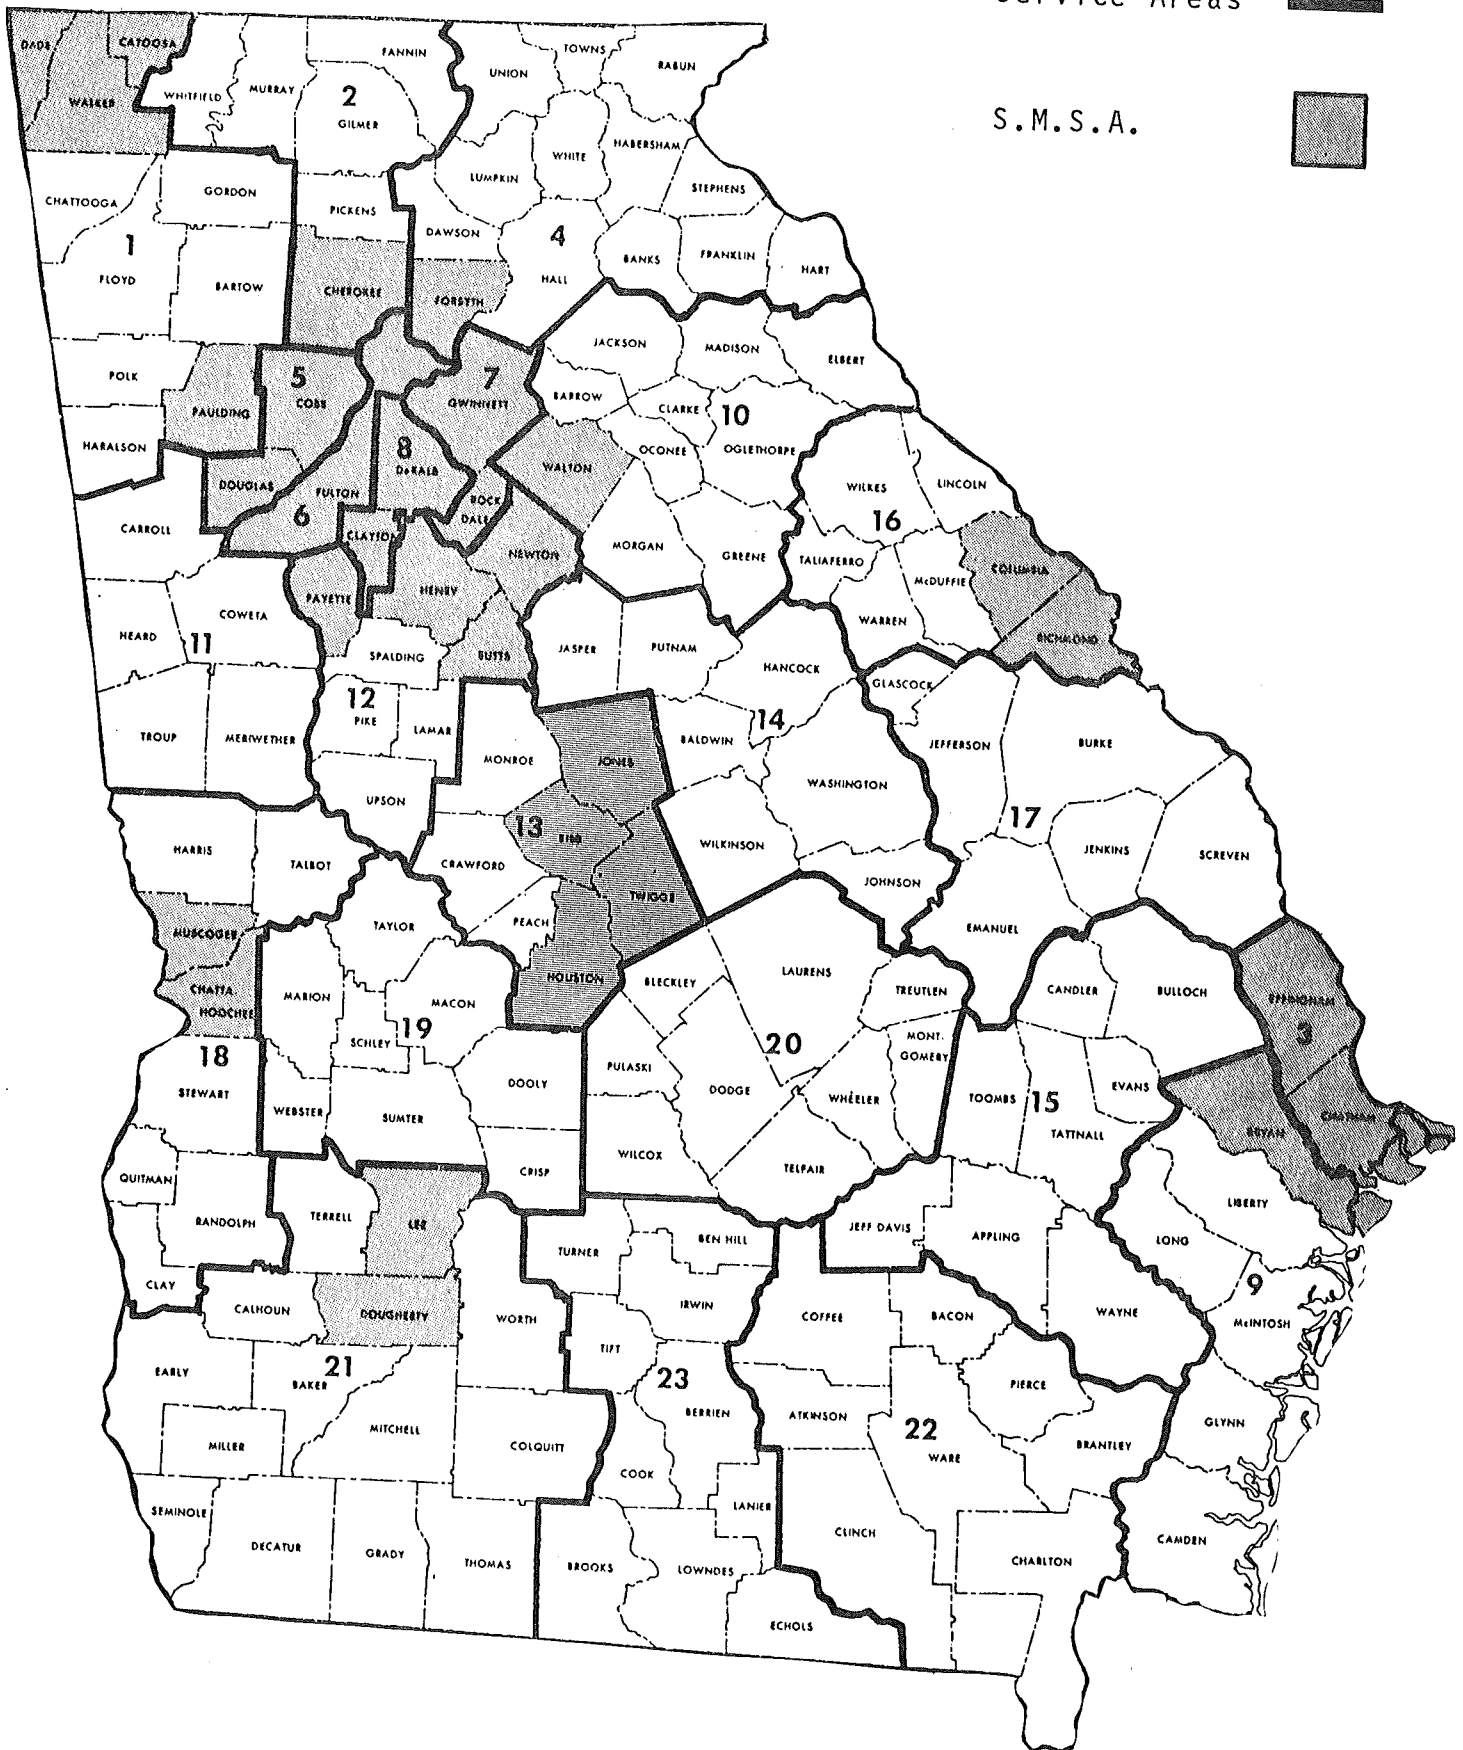 Service Areas
S.M.S.A.
DADE
CATOOSA
WALKER
WHITFIELD
MURRAY
FANNIN
2
GILMER
UNION
TOWNS
RABUN
WHITE
HABERSHAM
LUMPKIN
STEPHENS
CHATTOOGA
GORDON
PICKENS
DAWSON
4
HALL
BANKS
FRANKLIN
HART
1
FLOYD
BARTOW
CHEROKEE
FORSYTH
JACKSON
MADISON
ELBERT
POLK
PAULDING
5
COBB
7
GWINNETT
BARROW
CLARKE
10
OGLETHORPE
OCONEE
HARALSON
DOUGLAS
FULTON
6
8
DeKALB
ROCK
DALE
WALTON
WILKES
LINCOLN
16
CARROLL
CLAYTON
NEWTON
MORGAN
GREENE
TALIAFERRO
McDUFFIE
COLUMBIA
HENRY
FAYETTE
COWETA
HEARD
11
WARREN
RICHMOND
SPALDING
BUTTS
JASPER
PUTNAM
HANCOCK
GLASCOCK
12
PIKE
LAMAR
TROUP
MERIWETHER
MONROE
JONES
BALDWIN
14
JEFFERSON
BURKE
UPSON
WASHINGTON
13
BIBB
WILKINSON
17
JENKINS
SCREVEN
HARRIS
TALBOT
CRAWFORD
TWIGGS
JOHNSON
PEACH
TAYLOR
MUSCOGEE
EMANUEL
HOUSTON
BLECKLEY
LAURENS
TREUTLEN
CANDLER
BULLOCH
CHATTA.
HOOCHEE
MARION
MACON
19
SCHLEY
EFFINGHAM
3
18
STEWART
WEBSTER
SUMTER
DOOLY
PULASKI
20
DODGE
MONT.
GOMERY
WHEELER
TOOMBS
15
EVANS
TATTNALL
BRYAN
CHATHAM
QUITMAN
CRISP
WILCOX
TELFAIR
RANDOLPH
TERRELL
LEE
TURNER
BEN HILL
JEFF DAVIS
APPLING
LIBERTY
LONG
9
CLAY
CALHOUN
DOUGHERTY
WORTH
IRWIN
COFFEE
BACON
WAYNE
McINTOSH
EARLY
21
BAKER
TIFT
23
BERRIEN
PIERCE
MILLER
MITCHELL
COLQUITT
COOK
ATKINSON
22
WARE
BRANTLEY
GLYNN
SEMINOLE
DECATUR
GRADY
THOMAS
BROOKS
LANIER
LOWNDES
CLINCH
CHARLTON
CAMDEN
ECHOLS